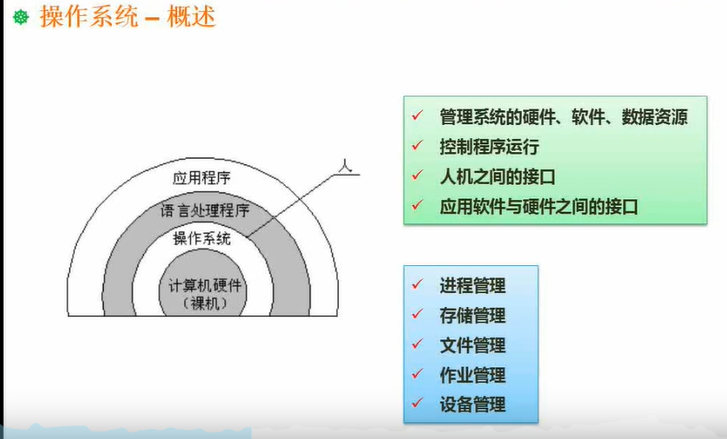 操作系统 – 概述
人
应用程序
语言处理程序
操作系统
计算机硬件
（裸机）
管理系统的硬件、软件、数据资源
控制程序运行
人机之间的接口
应用软件与硬件之间的接口
进程管理
存储管理
文件管理
作业管理
设备管理